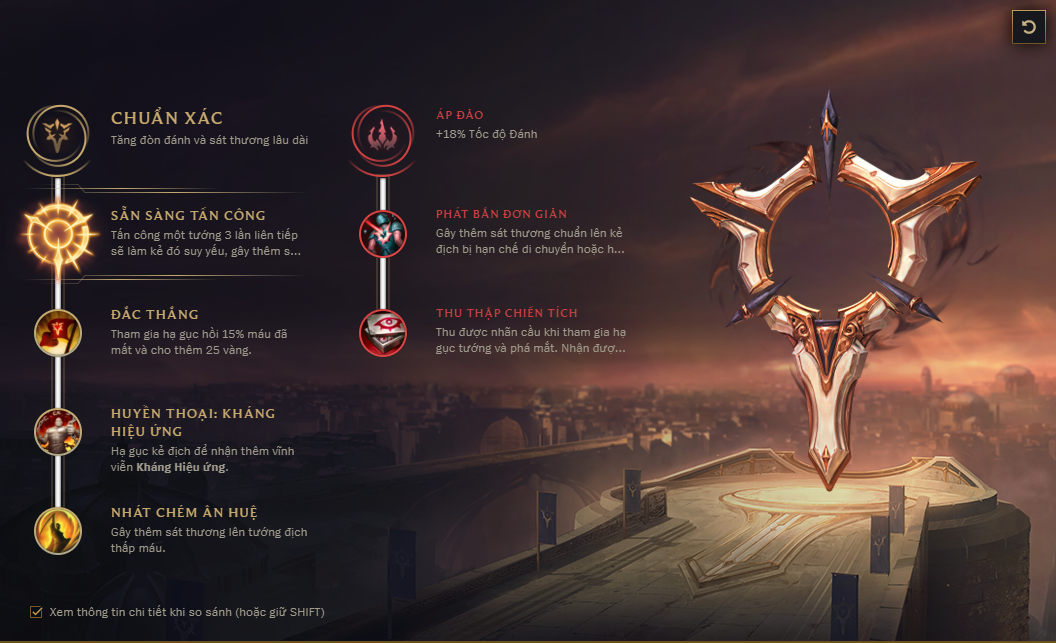 CHUẨN XÁC
Tăng đòn đánh và sát thương lâu dài
SẴN SÀNG TẤN CÔNG
Tấn công một tướng 3 lần liên tiếp
sẽ làm kẻ đó suy yếu, gây thêm s...
ĐẮC THẮNG
Tham gia hạ gục hồi 15% máu đã
mất và cho thêm 25 vàng.
HUYỀN THOẠI: KHÁNG
HIỆU ỨNG
Hạ gục kẻ địch để nhận thêm vĩnh
viễn Kháng Hiệu ứng.
NHÁT CHÉM ÂN HUỆ
Gây thêm sát thương lên tướng địch
thấp máu.
ÁP ĐẢO
+18% Tốc độ Đánh
PHÁT BẮN ĐƠN GIẢN
Gây thêm sát thương chuẩn lên kẻ
địch bị hạn chế di chuyển hoặc h...
THU THẬP CHIẾN TÍCH
Thu được nhãn cầu khi tham gia hạ
gục tướng và phá mắt. Nhận đượ...
Xem thông tin chi tiết khi so sánh (hoặc giữ SHIFT)